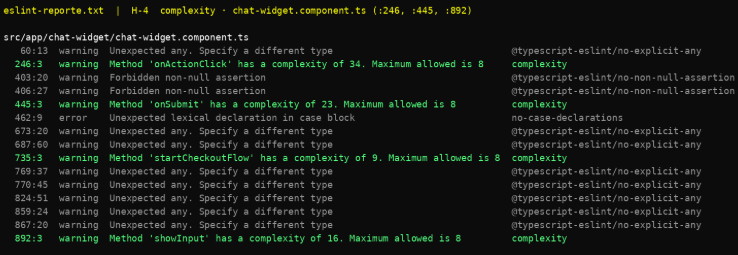 eslint-reporte.txt | H-4 complexity · chat-widget.component.ts (:246, :445, :892)
src/app/chat-widget/chat-widget.component.ts
60:13 warning Unexpected any. Specify a different type @typescript-eslint/no-explicit-any
246:3 warning Method 'onActionClick' has a complexity of 34. Maximum allowed is 8 complexity
403:20 warning Forbidden non-null assertion @typescript-eslint/no-non-null-assertion
406:27 warning Forbidden non-null assertion @typescript-eslint/no-non-null-assertion
445:3 warning Method 'onSubmit' has a complexity of 23. Maximum allowed is 8 complexity
462:9 error Unexpected lexical declaration in case block no-case-declarations
673:20 warning Unexpected any. Specify a different type @typescript-eslint/no-explicit-any
687:60 warning Unexpected any. Specify a different type @typescript-eslint/no-explicit-any
735:3 warning Method 'startCheckoutFlow' has a complexity of 9. Maximum allowed is 8 complexity
769:37 warning Unexpected any. Specify a different type @typescript-eslint/no-explicit-any
770:45 warning Unexpected any. Specify a different type @typescript-eslint/no-explicit-any
824:51 warning Unexpected any. Specify a different type @typescript-eslint/no-explicit-any
859:24 warning Unexpected any. Specify a different type @typescript-eslint/no-explicit-any
867:20 warning Unexpected any. Specify a different type @typescript-eslint/no-explicit-any
892:3 warning Method 'showInput' has a complexity of 16. Maximum allowed is 8 complexity